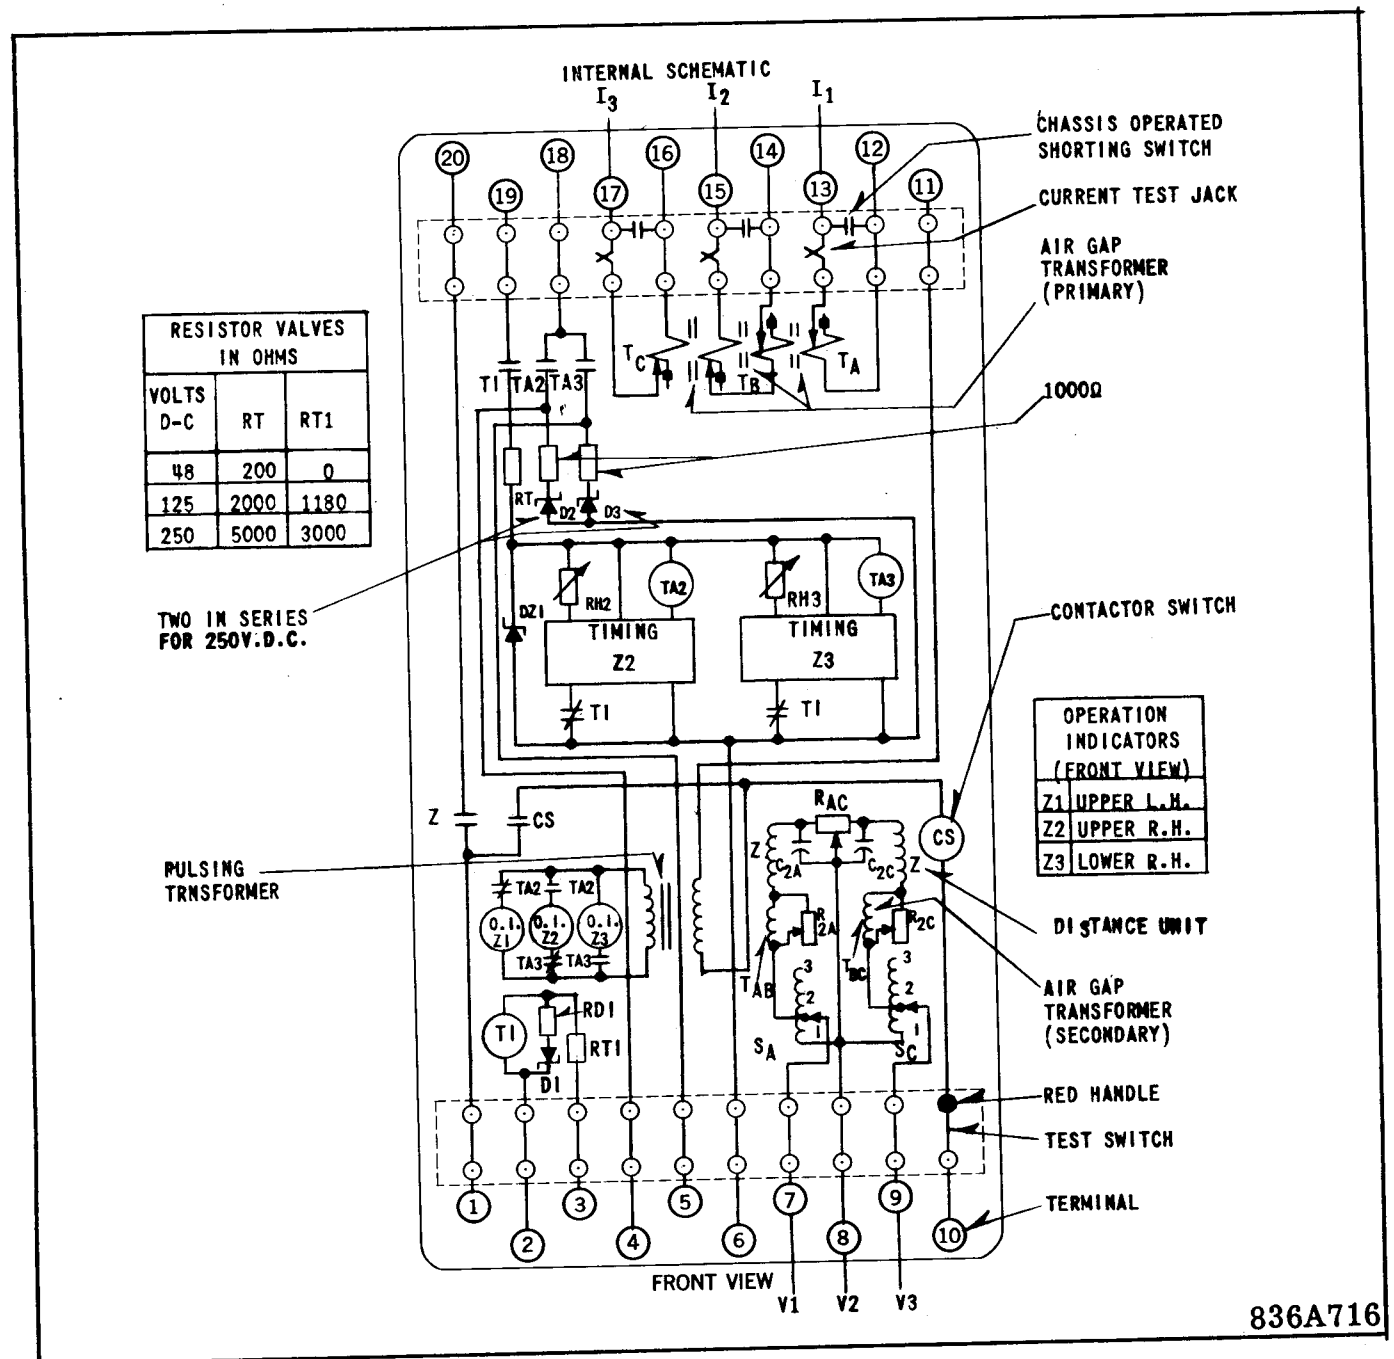 INTERNAL SCHEMATIC
I3 I2 I1
CHASSIS OPERATED
SHORTING SWITCH
20 18 16 14 12
19 17 15 13 11
CURRENT TEST JACK
AIR GAP
TRANSFORMER
(PRIMARY)
RESISTOR VALVES
IN OHMS
VOLTS
D-C RT RT1
48 200 0
125 2000 1180
250 5000 3000
TC TB TA
T1 TA2 TA3
1000Ω
RT D2 D3
TWO IN SERIES
FOR 250V.D.C.
DZ1 RH2 TA2 RH3 TA3
TIMING
Z2
TIMING
Z3
T1 T1
CONTACTOR SWITCH
OPERATION
INDICATORS
(FRONT VIEW)
Z1 UPPER L.H.
Z2 UPPER R.H.
Z3 LOWER R.H.
Z CS RAC CS
Z C2A C2C Z
PULSING
TRNSFORMER
TA2 TA2
O.I. Z1
O.I. Z2
O.I. Z3
TA3 TA3
R2A R2C
DISTANCE UNIT
TAB TBC
3 2 1
3 2 1
SA SC
AIR GAP
TRANSFORMER
(SECONDARY)
T1 RD1 RT1
D1
RED HANDLE
TEST SWITCH
TERMINAL
1 3 5 7 9
2 4 6 8 10
FRONT VIEW
V1 V2 V3
836A716